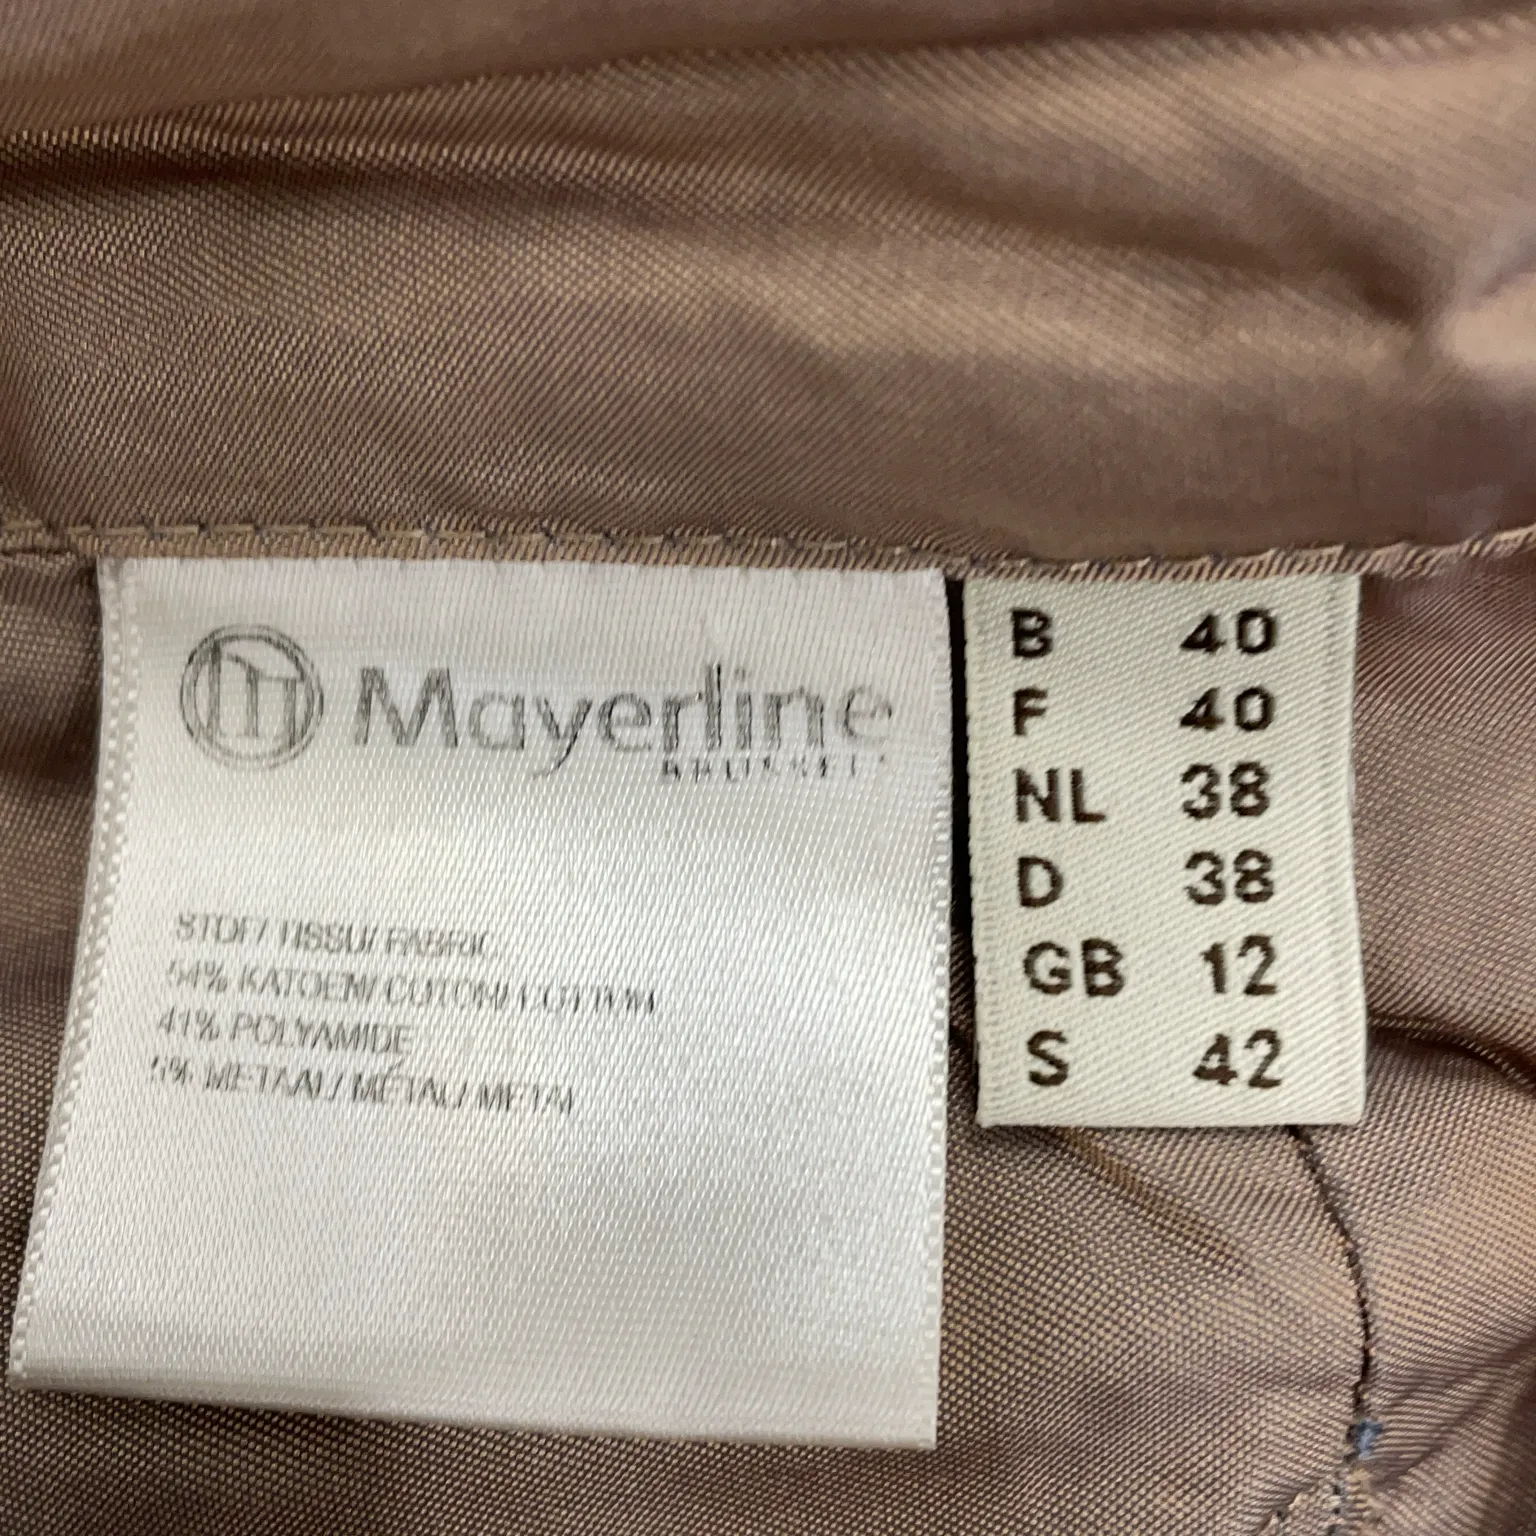 Mayerline
BRUSSELS
STOF/ TISSU/ FABRIC
54% KATOEN/ COTON/ COTTON
41% POLYAMIDE
5% METAAL/ MÉTAL/ METAL
B 40
F 40
NL 38
D 38
GB 12
S 42